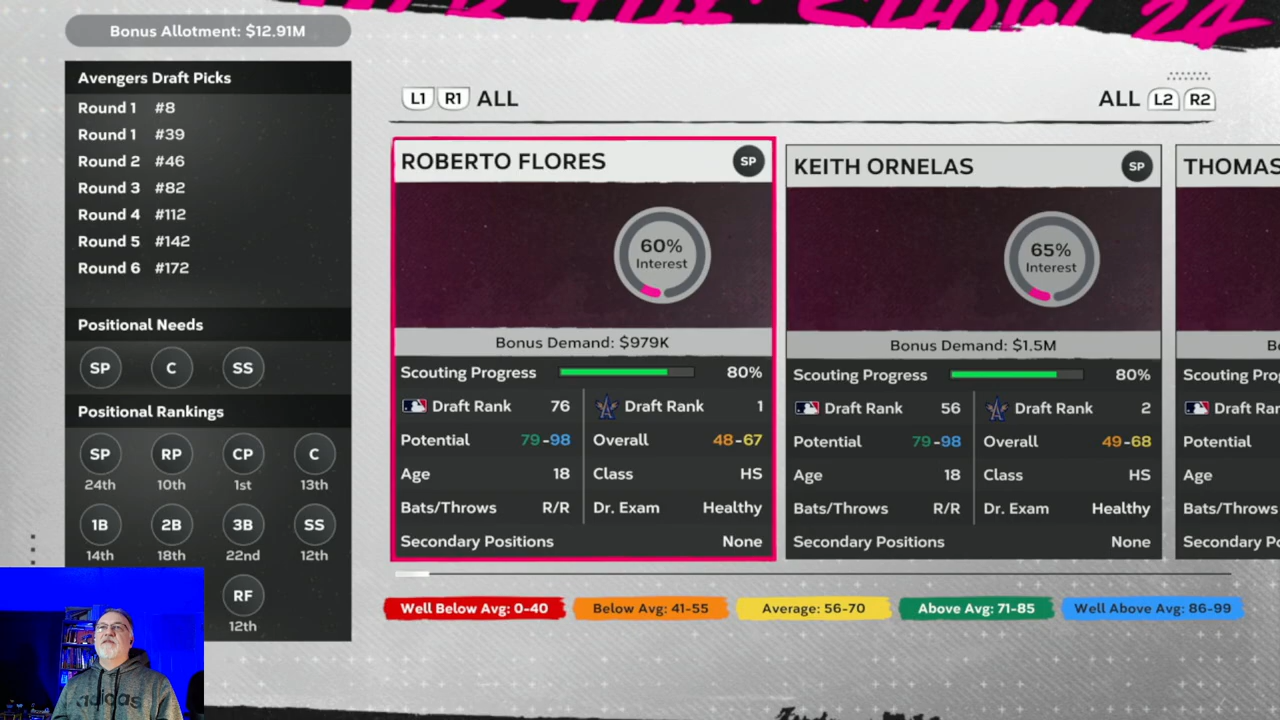 THE SHOW 24
Bonus Allotment: $12.91M
Avengers Draft Picks
Round 1 #8
Round 1 #39
Round 2 #46
Round 3 #82
Round 4 #112
Round 5 #142
Round 6 #172
Positional Needs
SP C SS
Positional Rankings
SP RP CP C
24th 10th 1st 13th
1B 2B 3B SS
14th 18th 22nd 12th
RF
12th
L1 R1 ALL
ALL L2 R2
ROBERTO FLORES SP
60%
Interest
Bonus Demand: $979K
Scouting Progress 80%
Draft Rank 76 Draft Rank 1
Potential 79-98 Overall 48-67
Age 18 Class HS
Bats/Throws R/R Dr. Exam Healthy
Secondary Positions None
KEITH ORNELAS SP
65%
Interest
Bonus Demand: $1.5M
Scouting Progress 80%
Draft Rank 56 Draft Rank 2
Potential 79-98 Overall 49-68
Age 18 Class HS
Bats/Throws R/R Dr. Exam Healthy
Secondary Positions None
THOMAS
Scouting Pro
Draft Ra
Potential
Age
Bats/Throws
Secondary Po
Well Below Avg: 0-40
Below Avg: 41-55
Average: 56-70
Above Avg: 71-85
Well Above Avg: 86-99
adidas